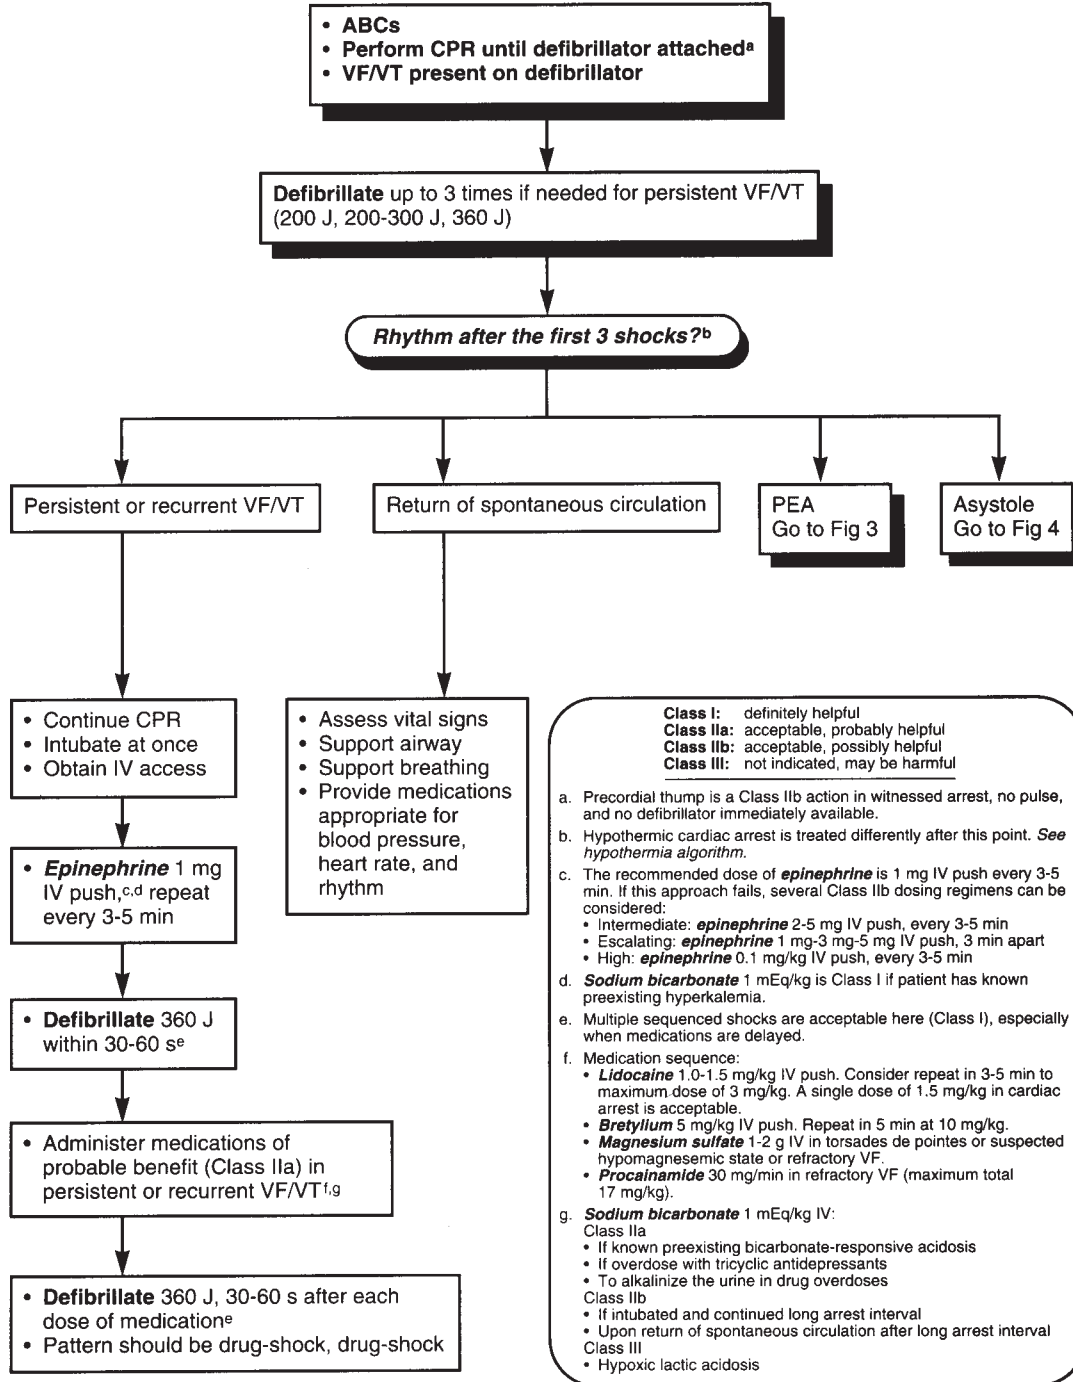 • ABCs
• Perform CPR until defibrillator attachedᵃ
• VF/VT present on defibrillator
Defibrillate up to 3 times if needed for persistent VF/VT
(200 J, 200-300 J, 360 J)
Rhythm after the first 3 shocks?ᵇ
Persistent or recurrent VF/VT
Return of spontaneous circulation
PEA
Go to Fig 3
Asystole
Go to Fig 4
• Continue CPR
• Intubate at once
• Obtain IV access
• Epinephrine 1 mg
IV push,ᶜ,ᵈ repeat
every 3-5 min
• Defibrillate 360 J
within 30-60 sᵉ
• Administer medications of
probable benefit (Class IIa) in
persistent or recurrent VF/VTᶠ,ᵍ
• Defibrillate 360 J, 30-60 s after each
dose of medicationᵉ
• Pattern should be drug-shock, drug-shock
• Assess vital signs
• Support airway
• Support breathing
• Provide medications
appropriate for
blood pressure,
heart rate, and
rhythm
Class I: definitely helpful
Class IIa: acceptable, probably helpful
Class IIb: acceptable, possibly helpful
Class III: not indicated, may be harmful
a. Precordial thump is a Class IIb action in witnessed arrest, no pulse,
and no defibrillator immediately available.
b. Hypothermic cardiac arrest is treated differently after this point. See
hypothermia algorithm.
c. The recommended dose of epinephrine is 1 mg IV push every 3-5
min. If this approach fails, several Class IIb dosing regimens can be
considered:
• Intermediate: epinephrine 2-5 mg IV push, every 3-5 min
• Escalating: epinephrine 1 mg-3 mg-5 mg IV push, 3 min apart
• High: epinephrine 0.1 mg/kg IV push, every 3-5 min
d. Sodium bicarbonate 1 mEq/kg is Class I if patient has known
preexisting hyperkalemia.
e. Multiple sequenced shocks are acceptable here (Class I), especially
when medications are delayed.
f. Medication sequence:
• Lidocaine 1.0-1.5 mg/kg IV push. Consider repeat in 3-5 min to
maximum dose of 3 mg/kg. A single dose of 1.5 mg/kg in cardiac
arrest is acceptable.
• Bretylium 5 mg/kg IV push. Repeat in 5 min at 10 mg/kg.
• Magnesium sulfate 1-2 g IV in torsades de pointes or suspected
hypomagnesemic state or refractory VF.
• Procainamide 30 mg/min in refractory VF (maximum total
17 mg/kg).
g. Sodium bicarbonate 1 mEq/kg IV:
Class IIa
• If known preexisting bicarbonate-responsive acidosis
• If overdose with tricyclic antidepressants
• To alkalinize the urine in drug overdoses
Class IIb
• If intubated and continued long arrest interval
• Upon return of spontaneous circulation after long arrest interval
Class III
• Hypoxic lactic acidosis